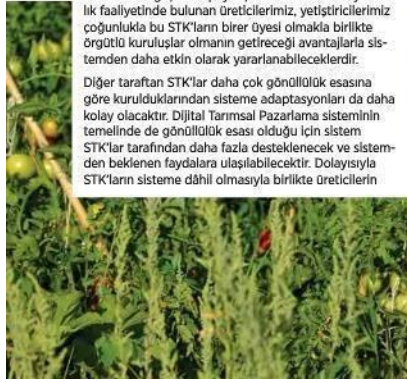 lık faaliyetinde bulunan üreticilerimiz, yetiştiricilerimiz
çoğunlukla bu STK'ların birer üyesi olmakla birlikte
örgütlü kuruluşlar olmanın getireceği avantajlarla sis-
temden daha etkin olarak yararlanabileceklerdir.
Diğer taraftan STK'lar daha çok gönüllülük esasına
göre kurulduklarından sisteme adaptasyonları da daha
kolay olacaktır. Dijital Tarımsal Pazarlama sisteminin
temelinde de gönüllülük esası olduğu için sistem
STK'lar tarafından daha fazla desteklenecek ve sistem-
den beklenen faydalara ulaşılabilecektir. Dolayısıyla
STK'ların sisteme dâhil olmasıyla birlikte üreticilerin